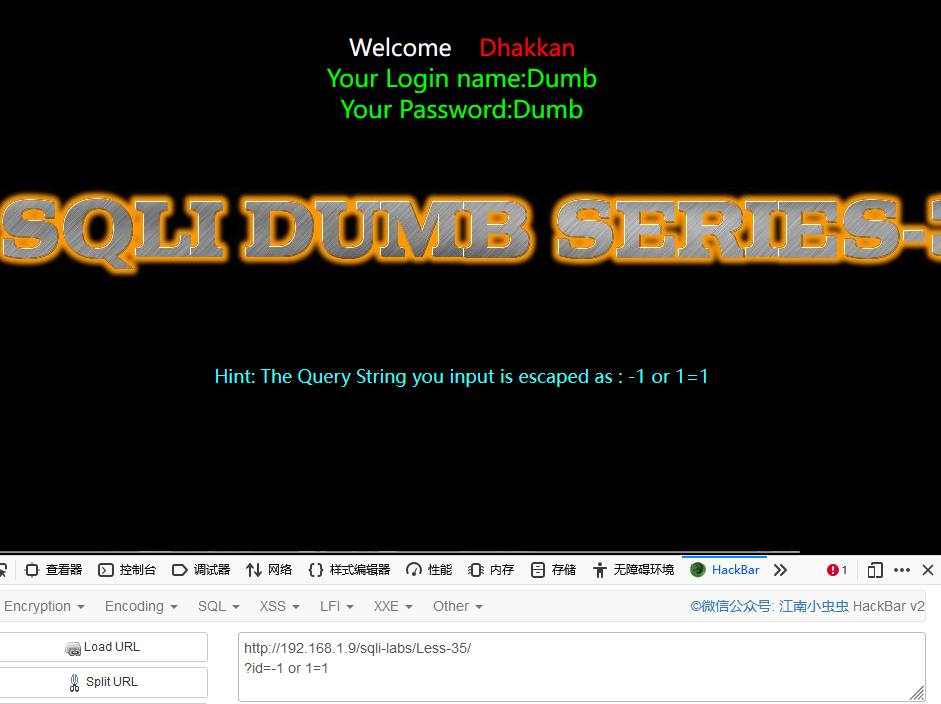 Welcome Dhakkan
Your Login name:Dumb
Your Password:Dumb
SQLI DUMB SERIES-3
Hint: The Query String you input is escaped as : -1 or 1=1
查看器 控制台 调试器 网络 {} 样式编辑器 性能 内存 存储 无障碍环境 HackBar 1
Encryption Encoding SQL XSS LFI XXE Other ©微信公众号: 江南小虫虫 HackBar v2
Load URL
http://192.168.1.9/sqli-labs/Less-35/
?id=-1 or 1=1
Split URL